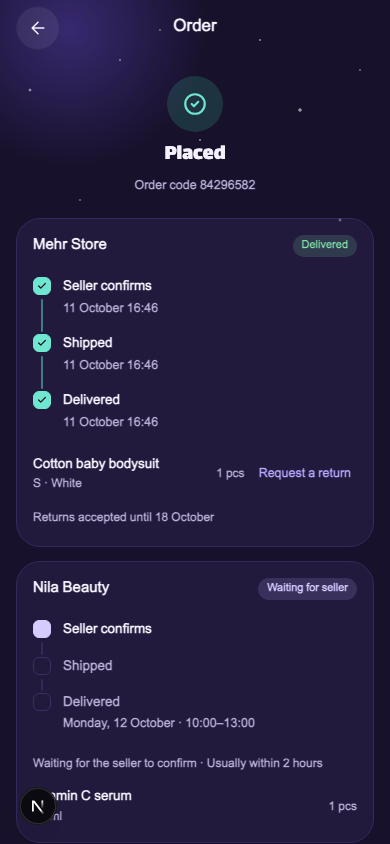 Order
Placed
Order code 84296582
Mehr Store
Delivered
Seller confirms
11 October 16:46
Shipped
11 October 16:46
Delivered
11 October 16:46
Cotton baby bodysuit
S · White
1 pcs
Request a return
Returns accepted until 18 October
Nila Beauty
Waiting for seller
Seller confirms
Shipped
Delivered
Monday, 12 October · 10:00–13:00
Waiting for the seller to confirm · Usually within 2 hours
C serum
1 pcs
N